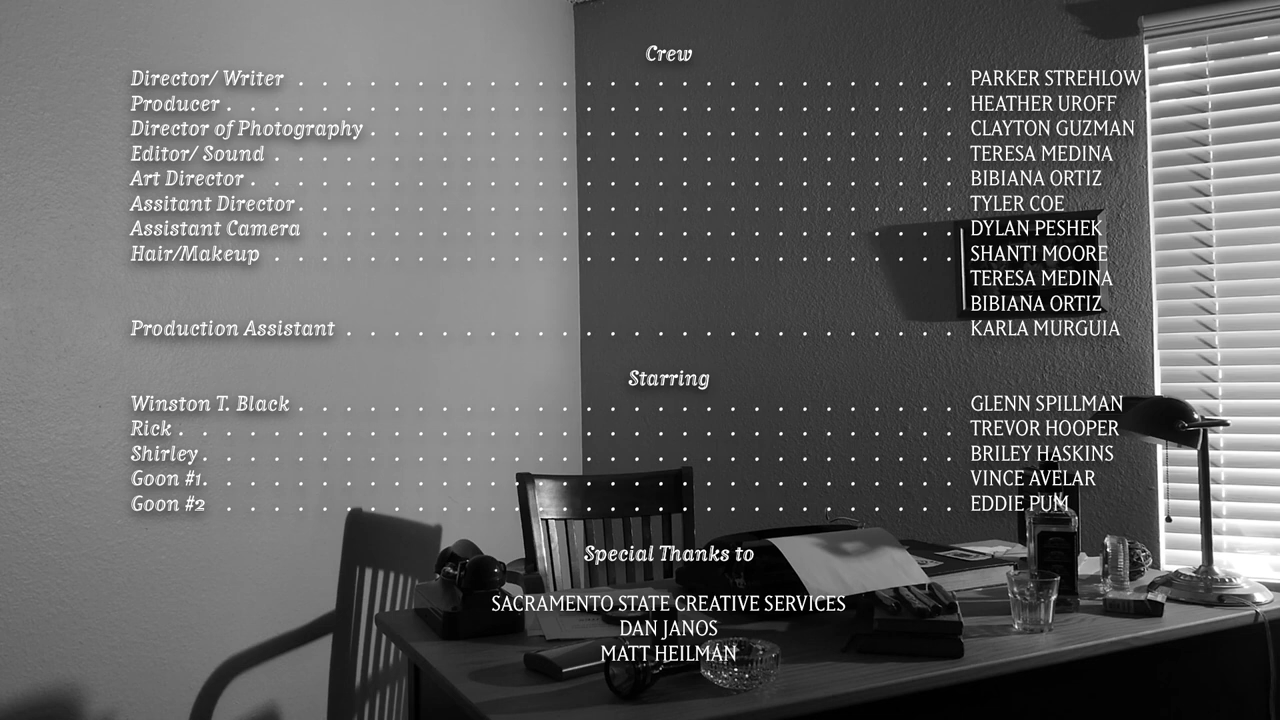 Crew
Director/ Writer . . . . . . . . . . . . . . . . . . . . . . . . . . . . PARKER STREHLOW
Producer . . . . . . . . . . . . . . . . . . . . . . . . . . . . . . . HEATHER UROFF
Director of Photography . . . . . . . . . . . . . . . . . . . . . . . . . CLAYTON GUZMAN
Editor/ Sound . . . . . . . . . . . . . . . . . . . . . . . . . . . . . TERESA MEDINA
Art Director . . . . . . . . . . . . . . . . . . . . . . . . . . . . . . BIBIANA ORTIZ
Assitant Director . . . . . . . . . . . . . . . . . . . . . . . . . . . . TYLER COE
Assistant Camera . . . . . . . . . . . . . . . . . . . . . . . . . . . DYLAN PESHEK
Hair/Makeup . . . . . . . . . . . . . . . . . . . . . . . . . . . . . SHANTI MOORE
TERESA MEDINA
BIBIANA ORTIZ
Production Assistant . . . . . . . . . . . . . . . . . . . . . . . . . . KARLA MURGUIA
Starring
Winston T. Black . . . . . . . . . . . . . . . . . . . . . . . . . . . . GLENN SPILLMAN
Rick . . . . . . . . . . . . . . . . . . . . . . . . . . . . . . . . . TREVOR HOOPER
Shirley . . . . . . . . . . . . . . . . . . . . . . . . . . . . . . . . BRILEY HASKINS
Goon #1 . . . . . . . . . . . . . . . . . . . . . . . . . . . . . . . . VINCE AVELAR
Goon #2 . . . . . . . . . . . . . . . . . . . . . . . . . . . . . . . EDDIE PUM
Special Thanks to
SACRAMENTO STATE CREATIVE SERVICES
DAN JANOS
MATT HEILMAN